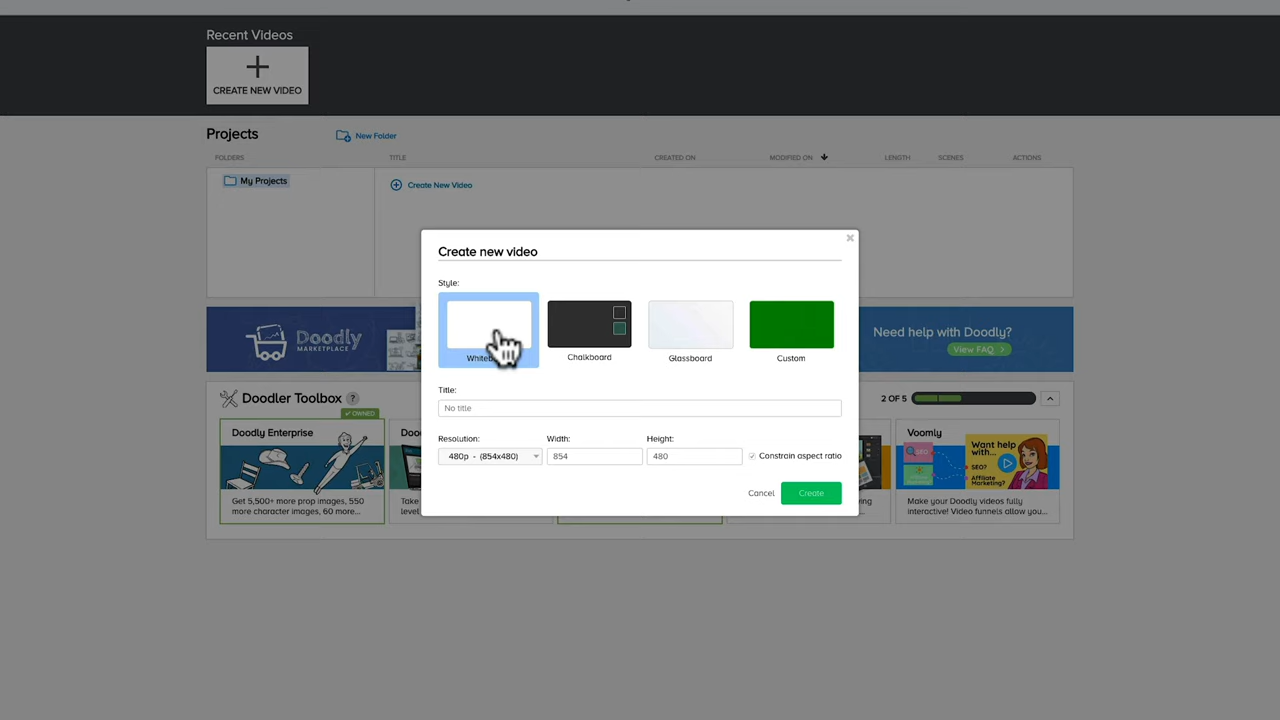 Recent Videos
CREATE NEW VIDEO
Projects
New Folder
FOLDERS TITLE CREATED ON MODIFIED ON LENGTH SCENES ACTIONS
My Projects
Create New Video
Create new video
Style:
Chalkboard Glassboard Custom
Title:
No title
Resolution: Width: Height:
480p - (854x480) 854 480 Constrain aspect ratio
Cancel Create
Doodly
MARKETPLACE
Need help with Doodly?
View FAQ >
Doodler Toolbox ?
2 OF 5
✓ OWNED
Doodly Enterprise
Get 5,500+ more prop images, 550
more character images, 60 more...
Voomly
SEO
Affiliate
Marketing
Want help
with...
SEO?
Affiliate
Marketing?
Make your Doodly videos fully
interactive! Video funnels allow you...